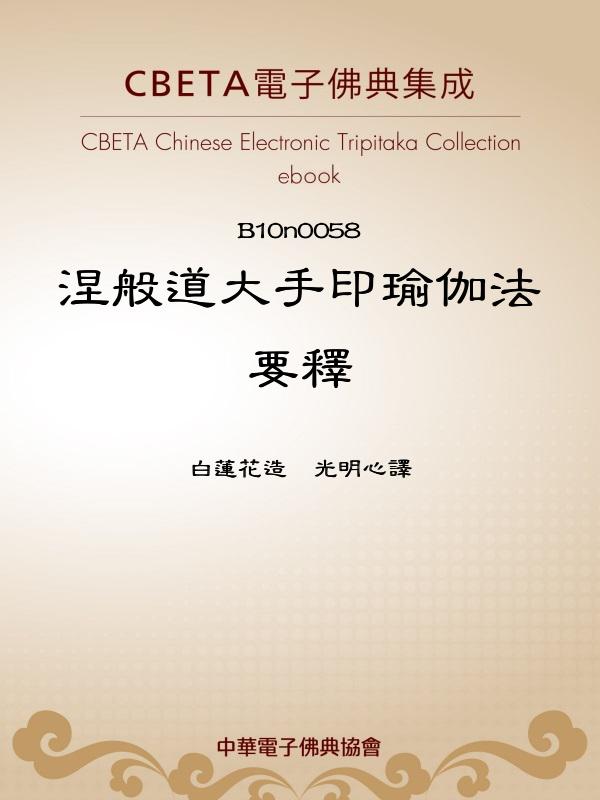 CBETA電子佛典集成
CBETA Chinese Electronic Tripitaka Collection
ebook
B10n0058
涅般道大手印瑜伽法
要釋
白蓮花造　光明心譯
中華電子佛典協會